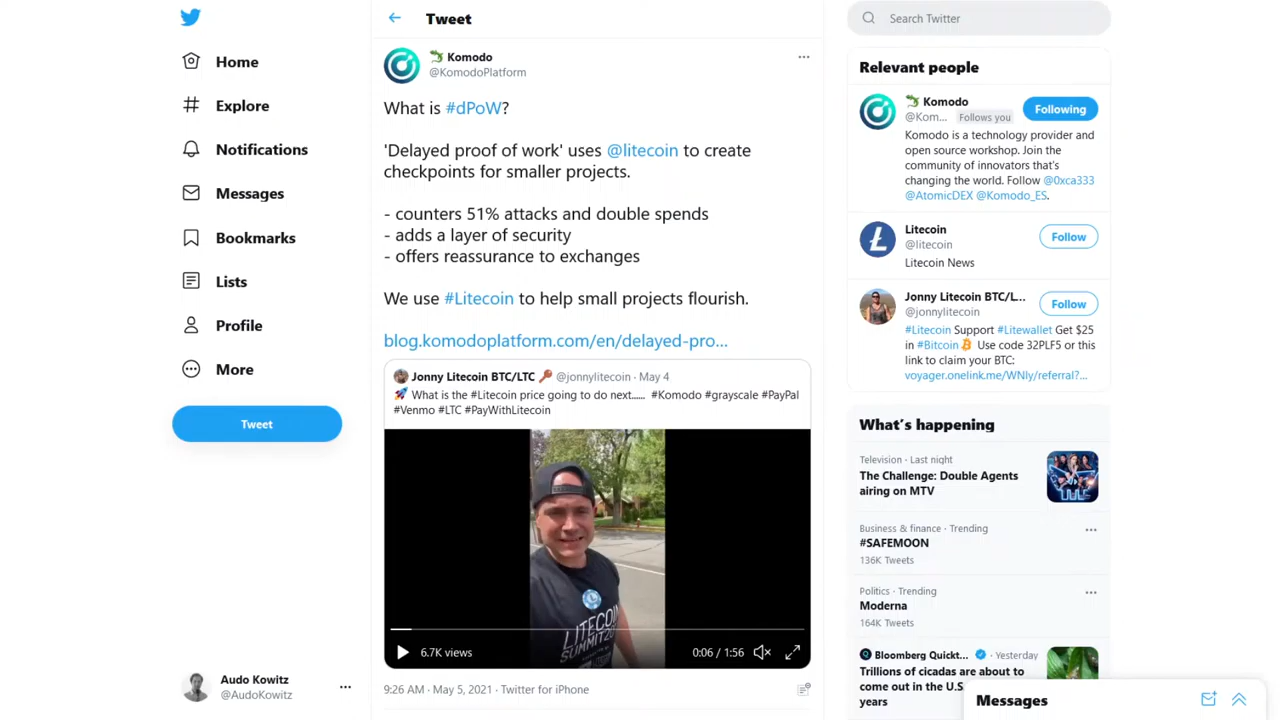 Home
Explore
Notifications
Messages
Bookmarks
Lists
Profile
More
Tweet
Audo Kowitz
@AudoKowitz
Tweet
Komodo
@KomodoPlatform
What is #dPoW?
'Delayed proof of work' uses @litecoin to create
checkpoints for smaller projects.
- counters 51% attacks and double spends
- adds a layer of security
- offers reassurance to exchanges
We use #Litecoin to help small projects flourish.
blog.komodoplatform.com/en/delayed-pro...
Jonny Litecoin BTC/LTC @jonnylitecoin · May 4
What is the #Litecoin price going to do next...... #Komodo #grayscale #PayPal
#Venmo #LTC #PayWithLitecoin
LITECOIN
SUMMIT
6.7K views
0:06 / 1:56
9:26 AM · May 5, 2021 · Twitter for iPhone
Search Twitter
Relevant people
Komodo
@Kom... Follows you
Following
Komodo is a technology provider and
open source workshop. Join the
community of innovators that's
changing the world. Follow @0xca333
@AtomicDEX @Komodo_ES.
Litecoin
@litecoin
Follow
Litecoin News
Jonny Litecoin BTC/L...
@jonnylitecoin
Follow
#Litecoin Support #Litewallet Get $25
in #Bitcoin Use code 32PLF5 or this
link to claim your BTC:
voyager.onelink.me/WNly/referral?...
What's happening
Television · Last night
The Challenge: Double Agents
airing on MTV
Business & finance · Trending
#SAFEMOON
136K Tweets
Politics · Trending
Moderna
164K Tweets
Bloomberg Quickt... · Yesterday
Trillions of cicadas are about to
come out in the U.S
years
Messages